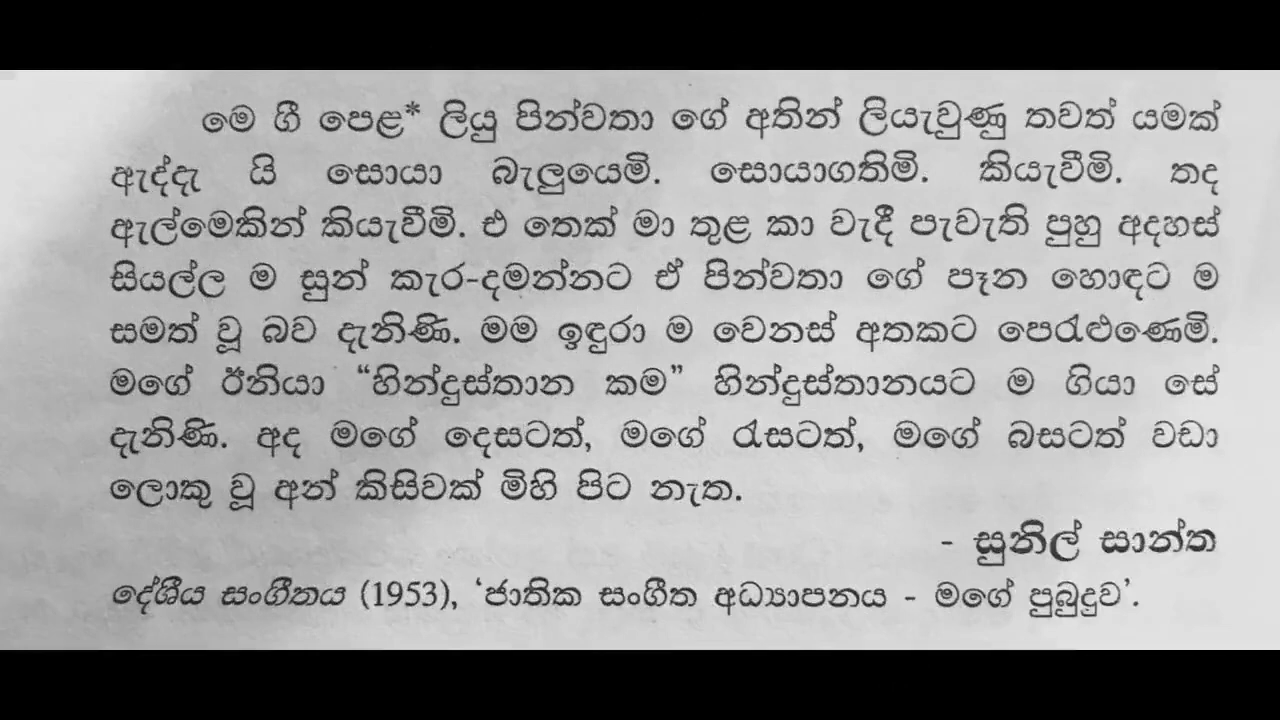 මෙ ගී පෙළ* ලියූ පින්වතා ගේ අතින් ලියැවුණු තවත් යමක්
ඇද්දැ යි සොයා බැලුයෙමි. සොයාගතිමි. කියැවීමි. තද
ඇල්මෙකින් කියැවීමි. එ තෙක් මා තුළ කා වැදී පැවැති පුහු අදහස්
සියල්ල ම සුන් කැර-දමන්නට ඒ පින්වතා ගේ පෑන හොඳට ම
සමත් වූ බව දැනිණි. මම ඉඳුරා ම වෙනස් අතකට පෙරැළුණෙමි.
මගේ ඊනියා “හින්දුස්තාන කම” හින්දුස්තානයට ම ගියා සේ
දැනිණි. අද මගේ දෙසටත්, මගේ රැසටත්, මගේ බසටත් වඩා
ලොකු වූ අන් කිසිවක් මිහි පිට නැත.
- සුනිල් සාන්ත
දේශීය සංගීතය (1953), ‘ජාතික සංගීත අධ්‍යාපනය - මගේ පුබුදුව’.